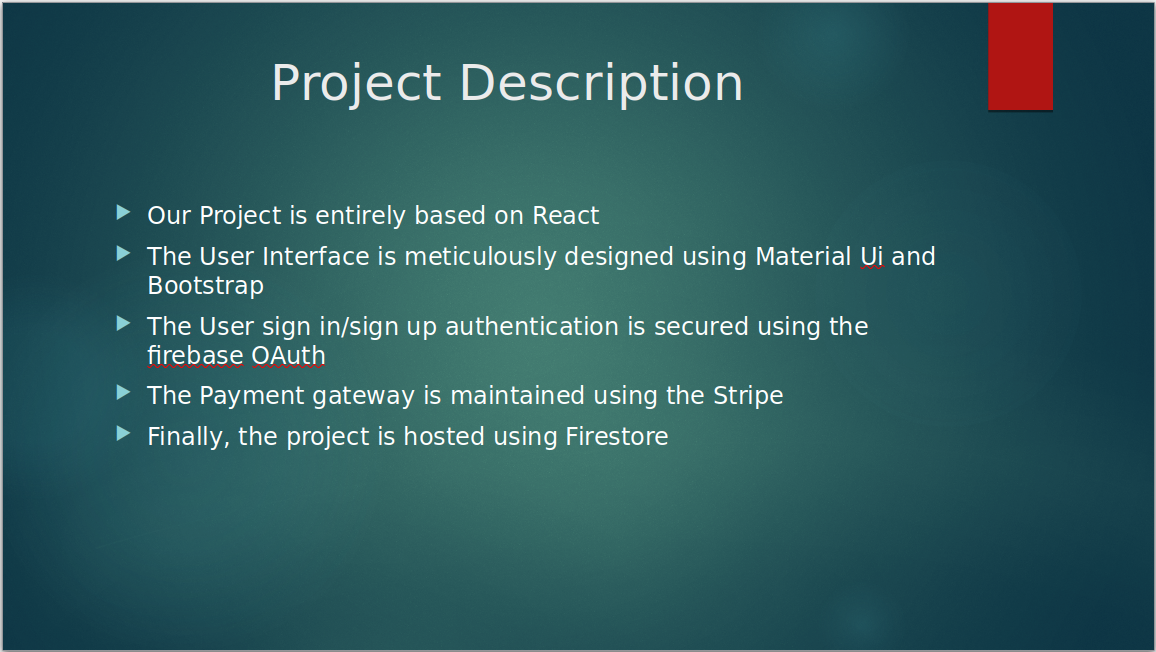 Project Description
Our Project is entirely based on React
The User Interface is meticulously designed using Material Ui and
Bootstrap
The User sign in/sign up authentication is secured using the
firebase OAuth
The Payment gateway is maintained using the Stripe
Finally, the project is hosted using Firestore